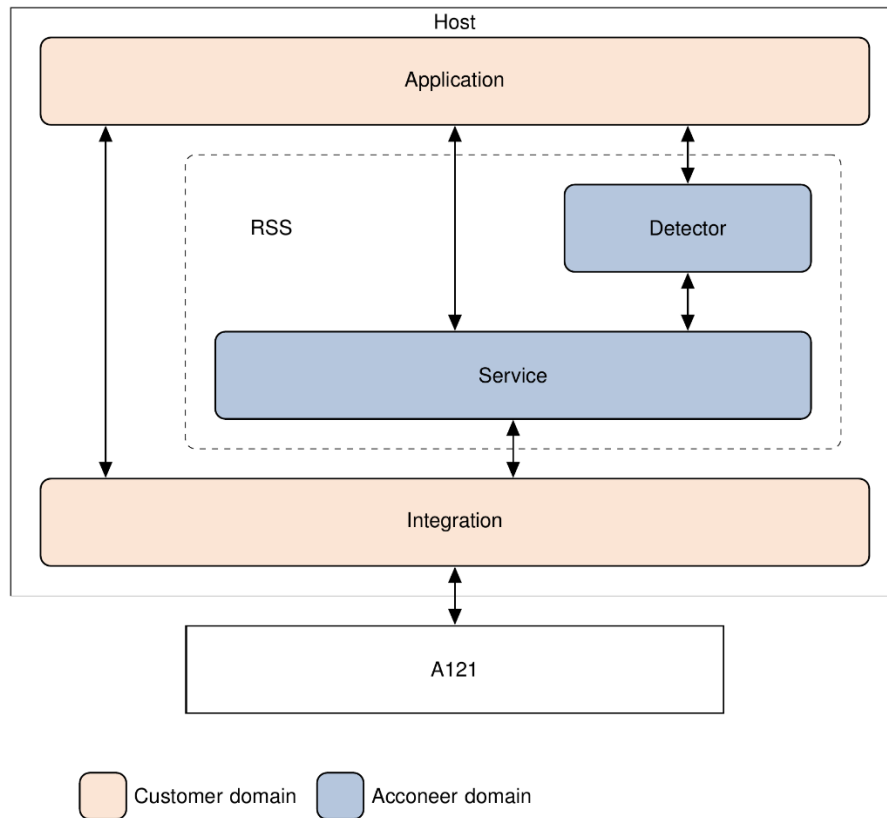 Host
Application
RSS
Detector
Service
Integration
A121
Customer domain
Acconeer domain